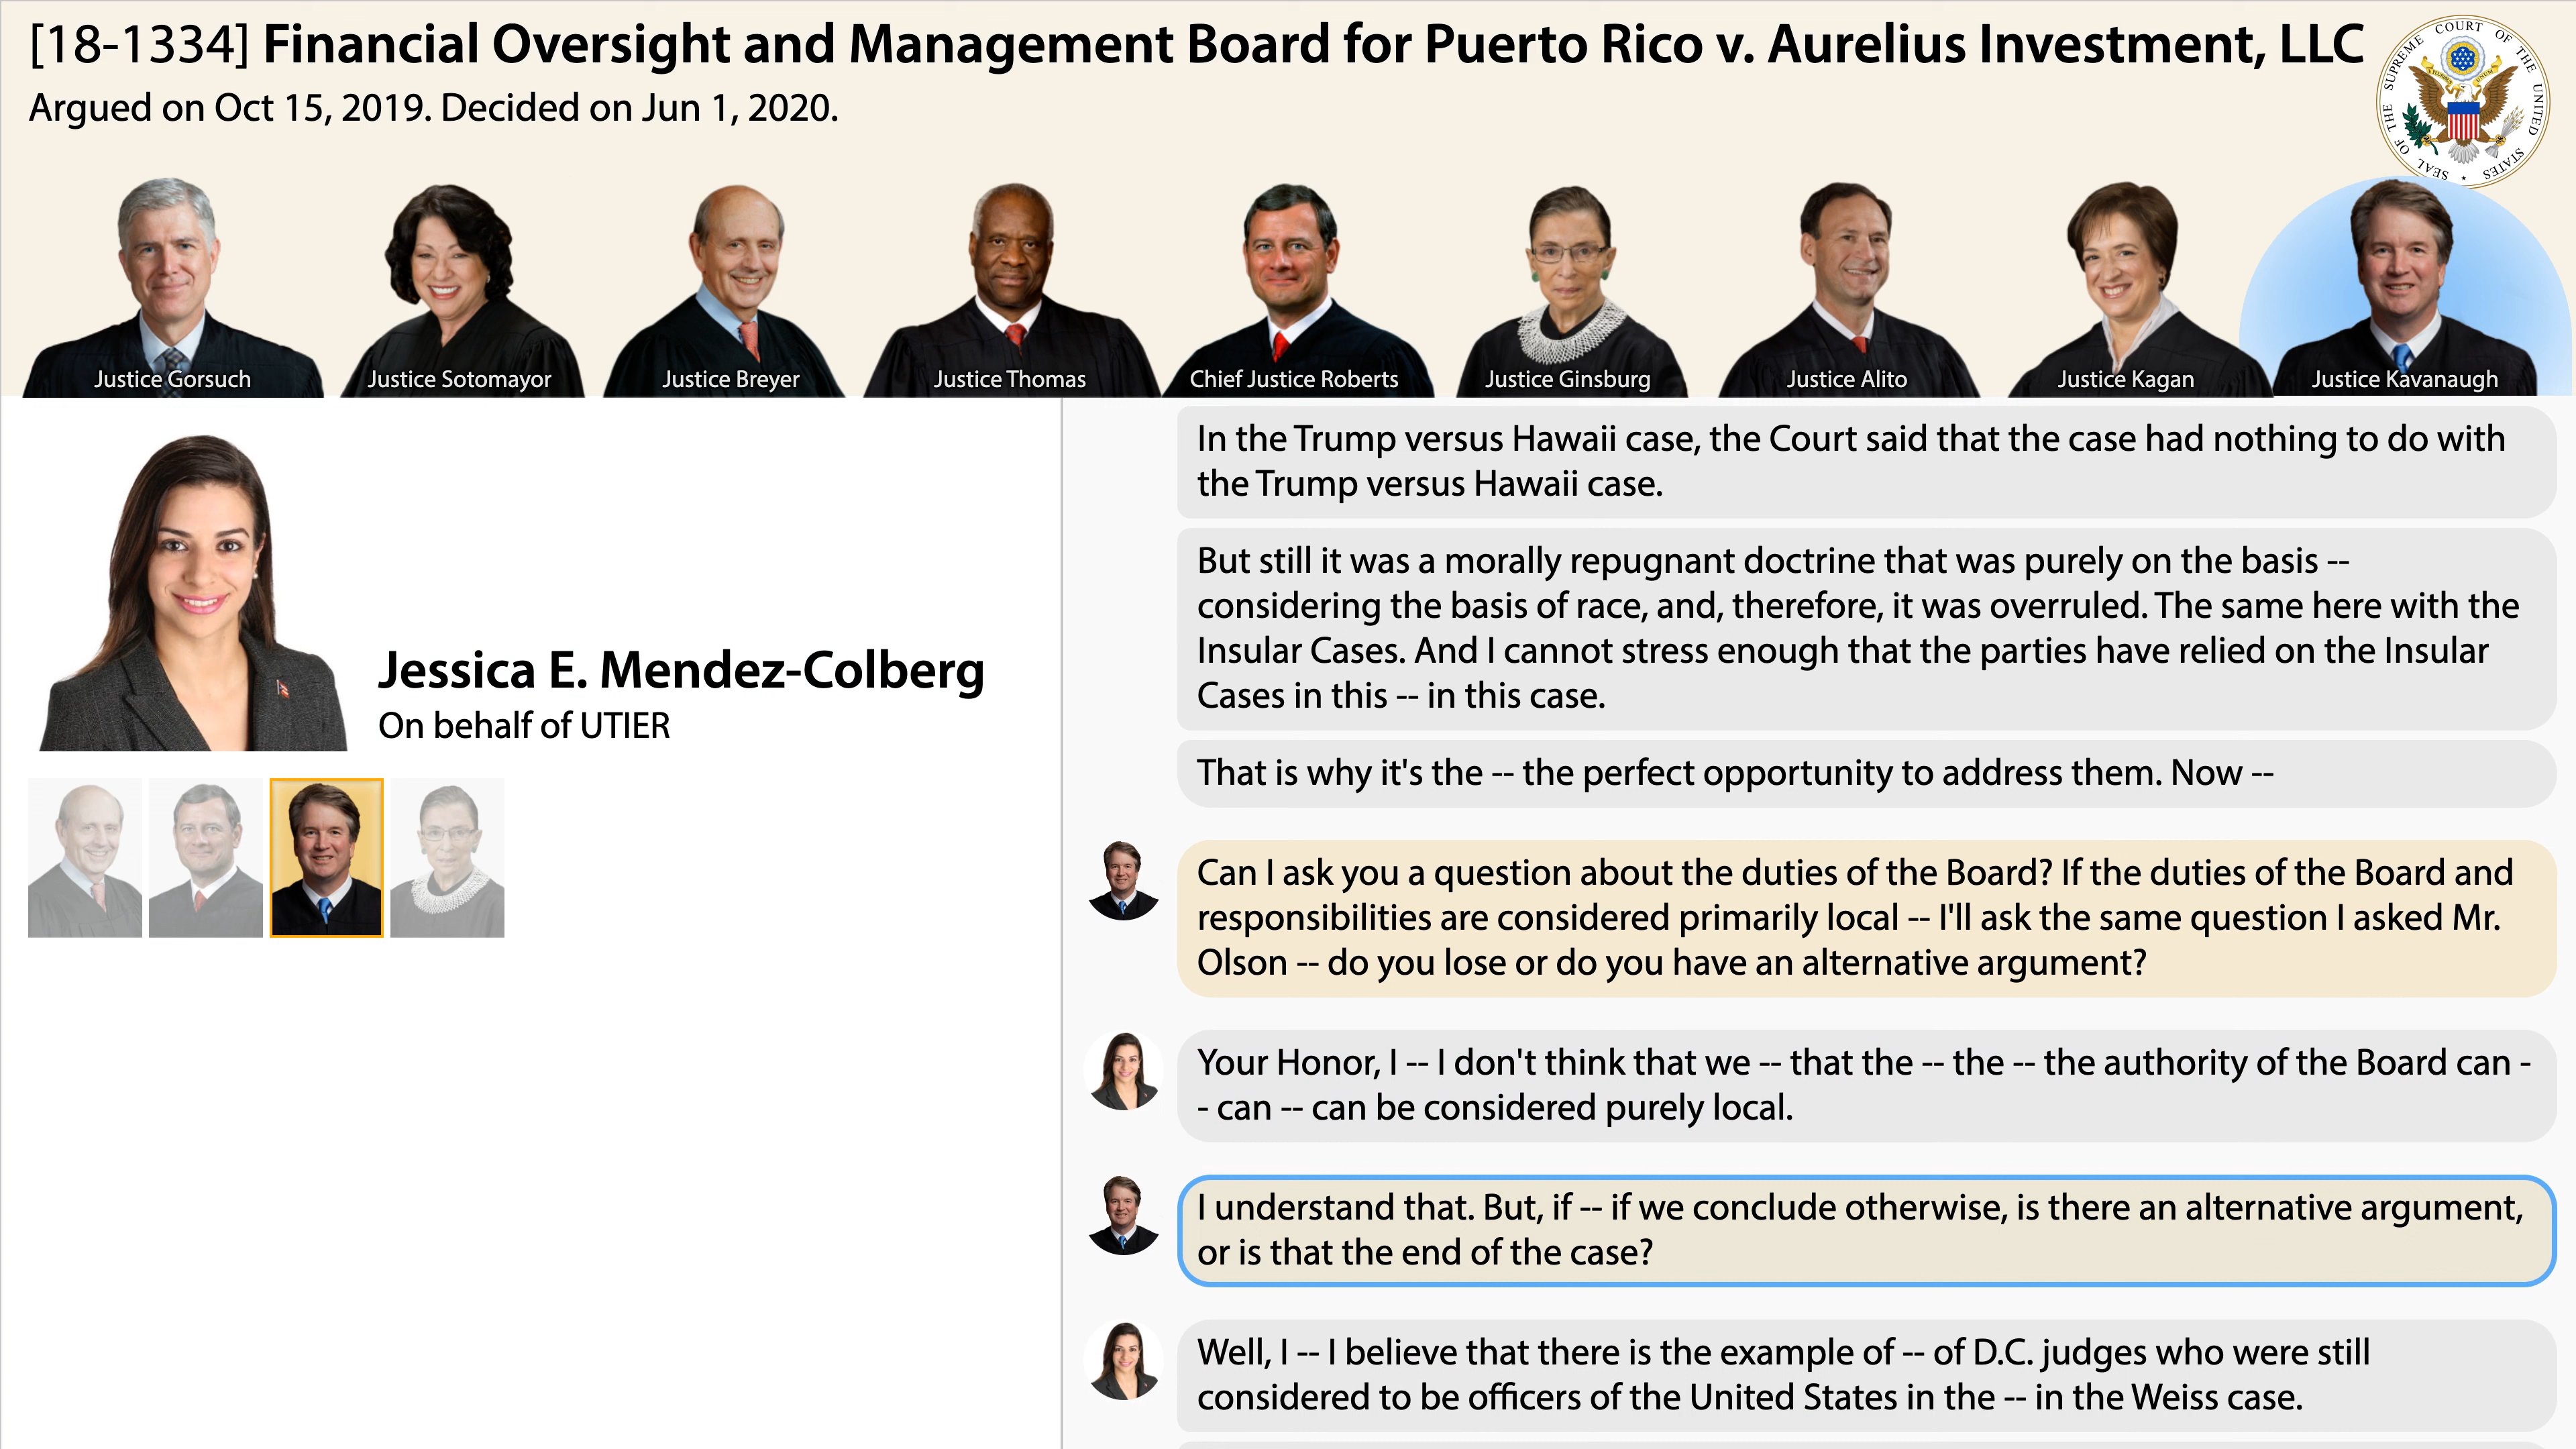 [18-1334] Financial Oversight and Management Board for Puerto Rico v. Aurelius Investment, LLC
Argued on Oct 15, 2019. Decided on Jun 1, 2020.
SEAL OF THE SUPREME COURT OF THE UNITED STATES
Justice Gorsuch
Justice Sotomayor
Justice Breyer
Justice Thomas
Chief Justice Roberts
Justice Ginsburg
Justice Alito
Justice Kagan
Justice Kavanaugh
Jessica E. Mendez-Colberg
On behalf of UTIER
In the Trump versus Hawaii case, the Court said that the case had nothing to do with
the Trump versus Hawaii case.
But still it was a morally repugnant doctrine that was purely on the basis --
considering the basis of race, and, therefore, it was overruled. The same here with the
Insular Cases. And I cannot stress enough that the parties have relied on the Insular
Cases in this -- in this case.
That is why it's the -- the perfect opportunity to address them. Now --
Can I ask you a question about the duties of the Board? If the duties of the Board and
responsibilities are considered primarily local -- I'll ask the same question I asked Mr.
Olson -- do you lose or do you have an alternative argument?
Your Honor, I -- I don't think that we -- that the -- the -- the authority of the Board can -
- can -- can be considered purely local.
I understand that. But, if -- if we conclude otherwise, is there an alternative argument,
or is that the end of the case?
Well, I -- I believe that there is the example of -- of D.C. judges who were still
considered to be officers of the United States in the -- in the Weiss case.